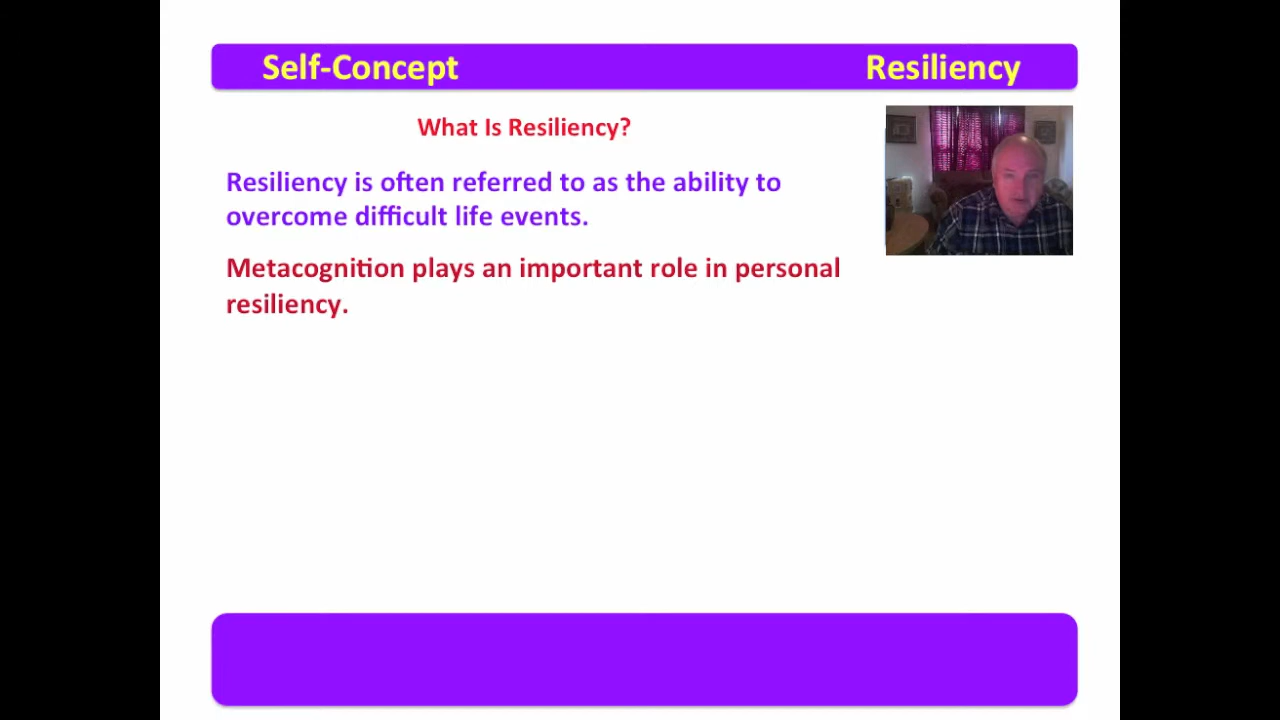 Self-Concept Resiliency
What Is Resiliency?
Resiliency is often referred to as the ability to
overcome difficult life events.
Metacognition plays an important role in personal
resiliency.